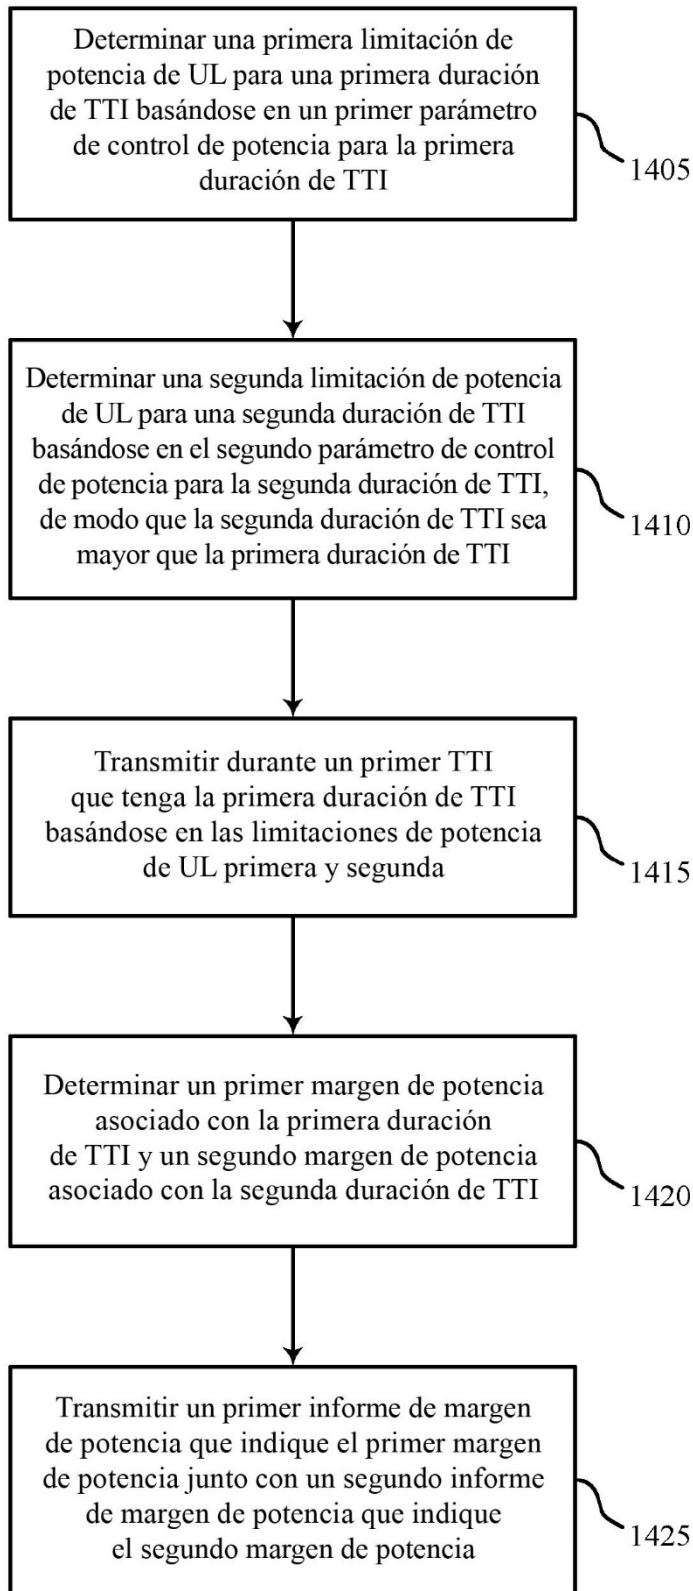 Determinar una primera limitación de
potencia de UL para una primera duración
de TTI basándose en un primer parámetro
de control de potencia para la primera
duración de TTI
1405
Determinar una segunda limitación de potencia
de UL para una segunda duración de TTI
basándose en el segundo parámetro de control
de potencia para la segunda duración de TTI,
de modo que la segunda duración de TTI sea
mayor que la primera duración de TTI
1410
Transmitir durante un primer TTI
que tenga la primera duración de TTI
basándose en las limitaciones de potencia
de UL primera y segunda
1415
Determinar un primer margen de potencia
asociado con la primera duración
de TTI y un segundo margen de potencia
asociado con la segunda duración de TTI
1420
Transmitir un primer informe de margen
de potencia que indique el primer margen
de potencia junto con un segundo informe
de margen de potencia que indique
el segundo margen de potencia
1425